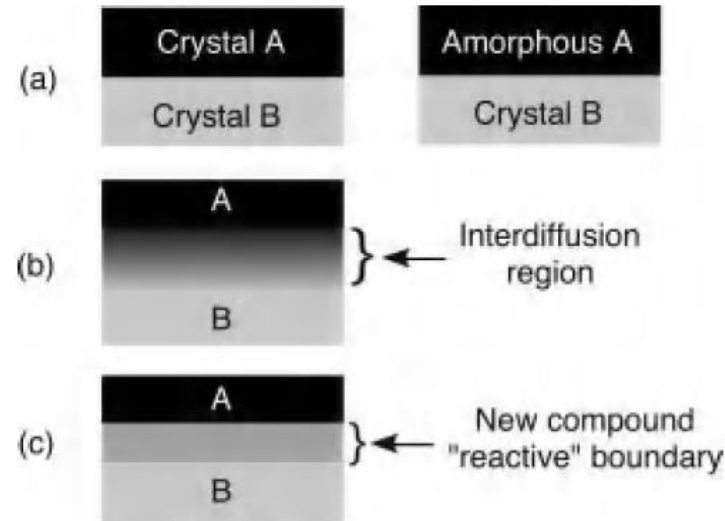 Crystal A
Amorphous A
(a)
Crystal B
Crystal B
A
(b)
Interdiffusion
region
B
A
(c)
New compound
"reactive" boundary
B